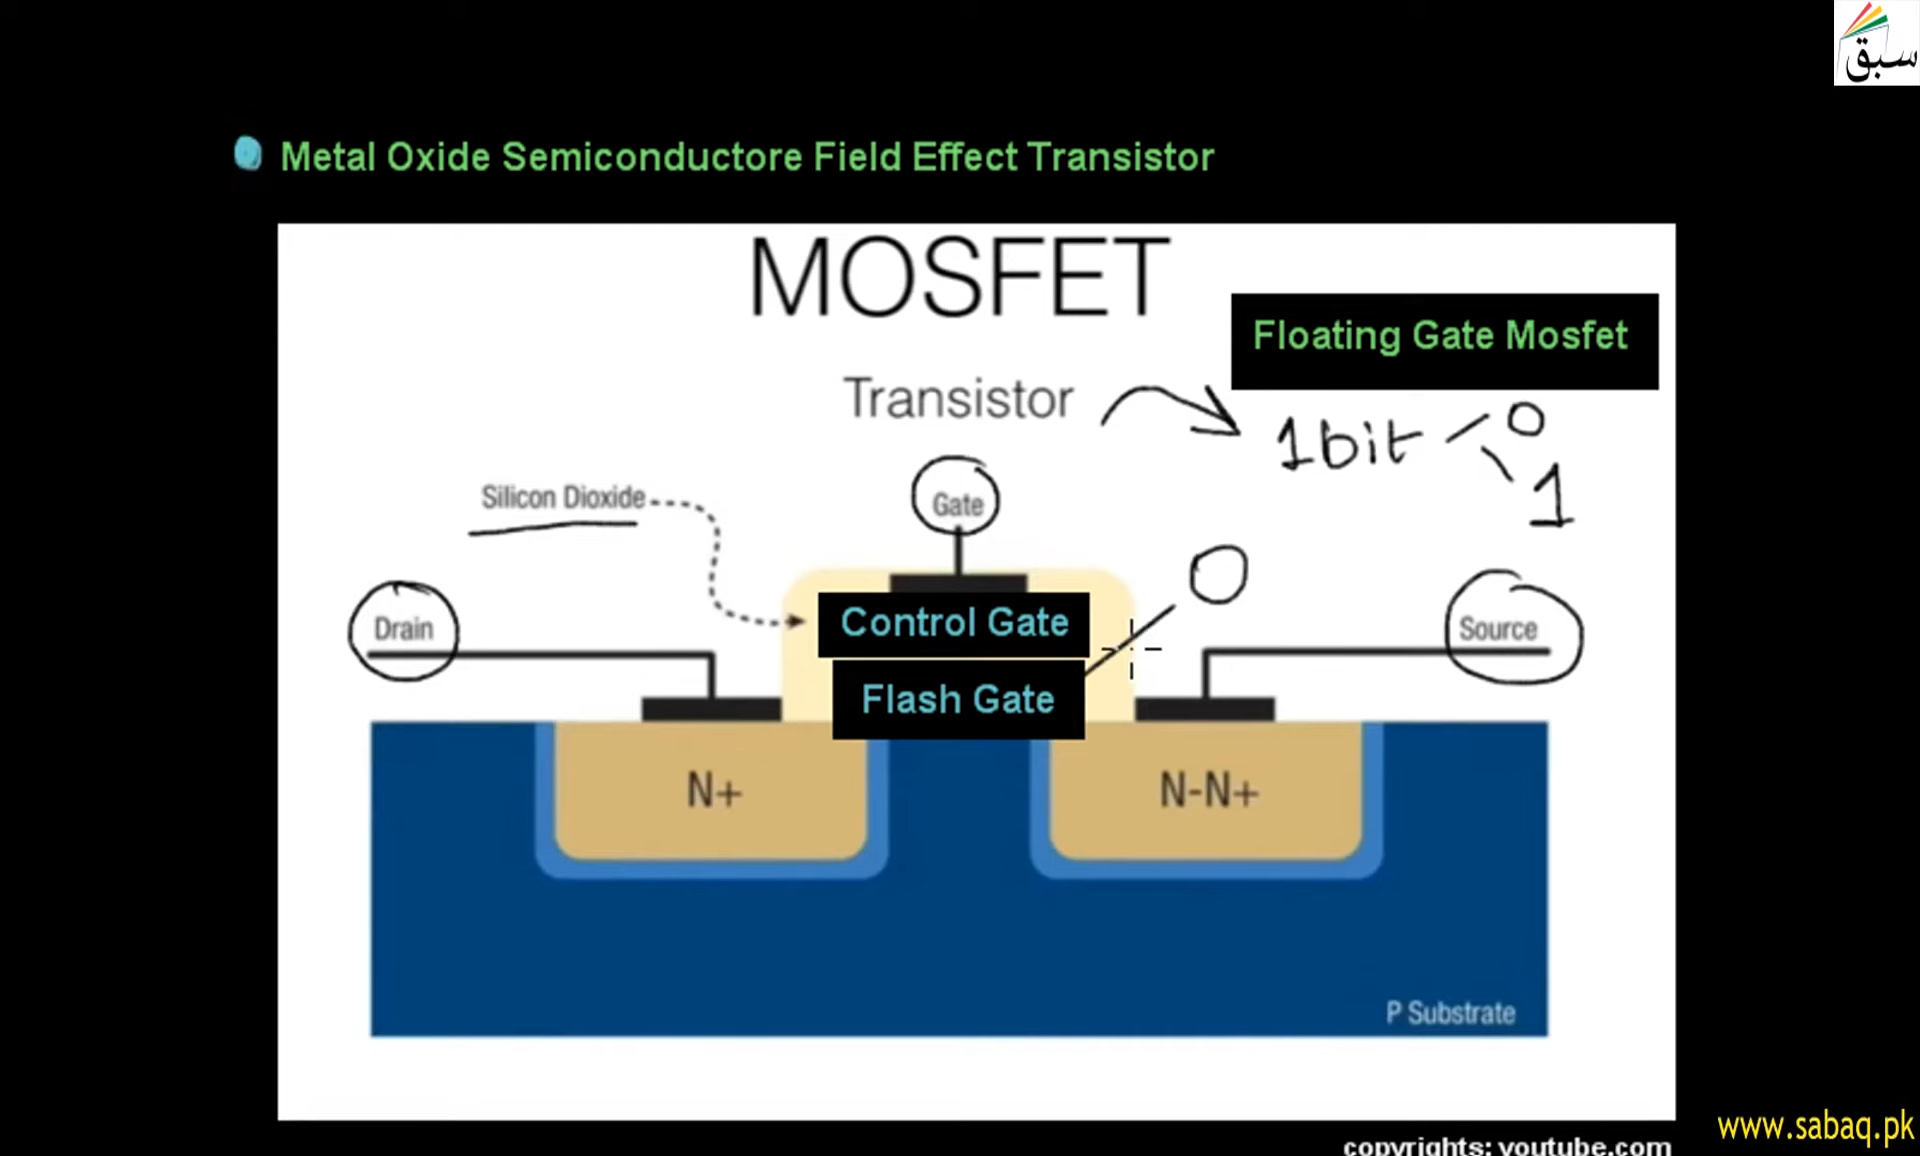 سبق
Metal Oxide Semiconductore Field Effect Transistor
MOSFET
Floating Gate Mosfet
Transistor
1bit
0
1
Silicon Dioxide
Gate
0
Drain
Control Gate
Source
Flash Gate
N+
N-N+
P Substrate
www.sabaq.pk
copyrights: youtube.com